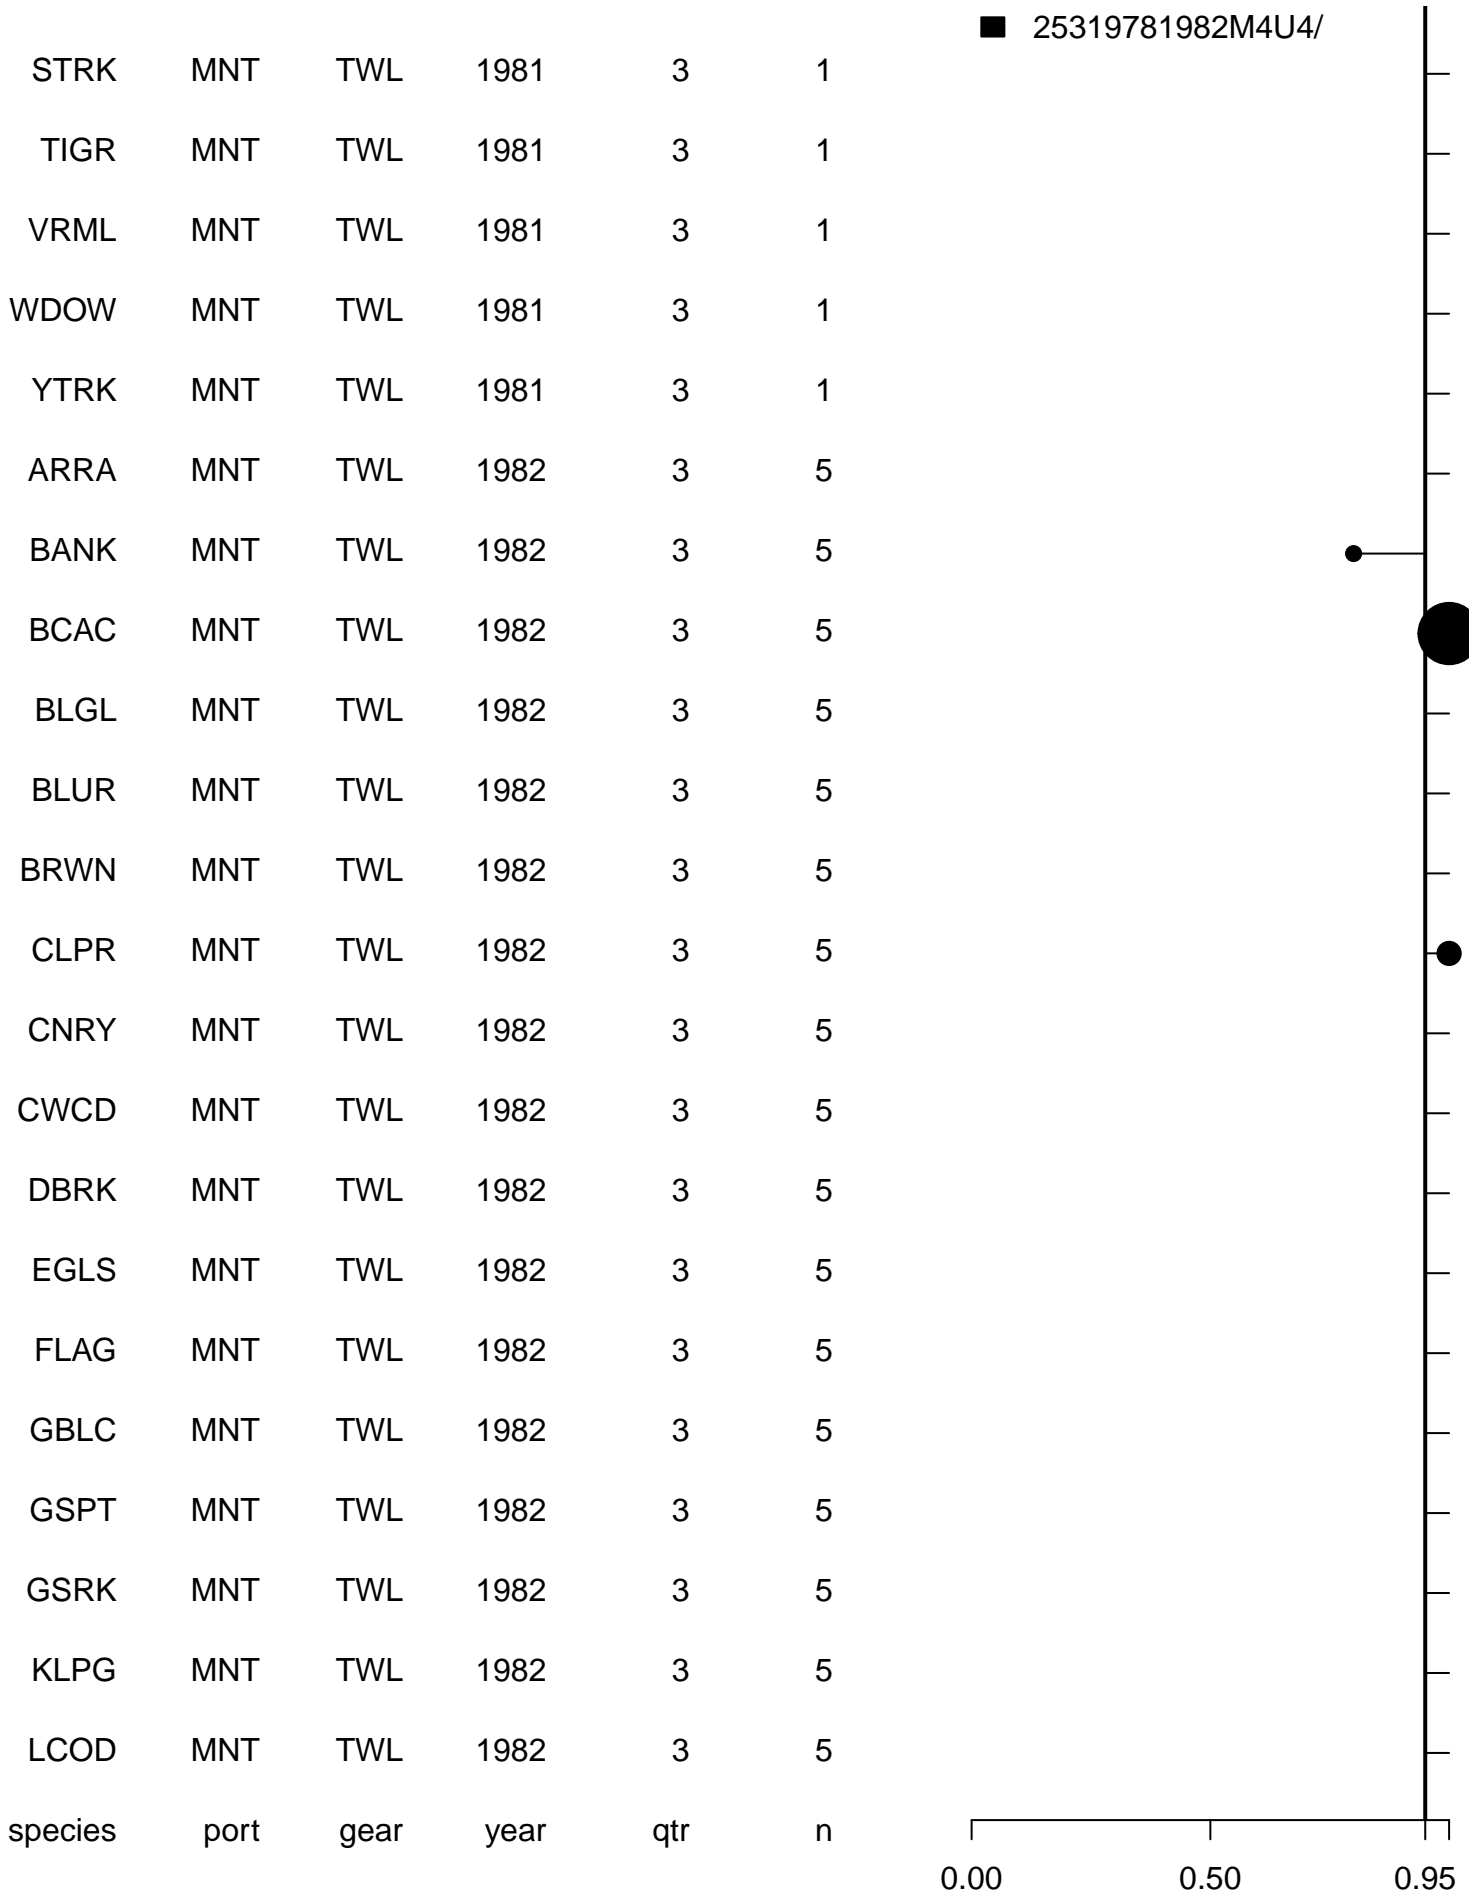 25319781982M4U4/
STRK MNT TWL 1981 3 1
TIGR MNT TWL 1981 3 1
VRML MNT TWL 1981 3 1
WDOW MNT TWL 1981 3 1
YTRK MNT TWL 1981 3 1
ARRA MNT TWL 1982 3 5
BANK MNT TWL 1982 3 5
BCAC MNT TWL 1982 3 5
BLGL MNT TWL 1982 3 5
BLUR MNT TWL 1982 3 5
BRWN MNT TWL 1982 3 5
CLPR MNT TWL 1982 3 5
CNRY MNT TWL 1982 3 5
CWCD MNT TWL 1982 3 5
DBRK MNT TWL 1982 3 5
EGLS MNT TWL 1982 3 5
FLAG MNT TWL 1982 3 5
GBLC MNT TWL 1982 3 5
GSPT MNT TWL 1982 3 5
GSRK MNT TWL 1982 3 5
KLPG MNT TWL 1982 3 5
LCOD MNT TWL 1982 3 5
species port gear year qtr n
0.00 0.50 0.95